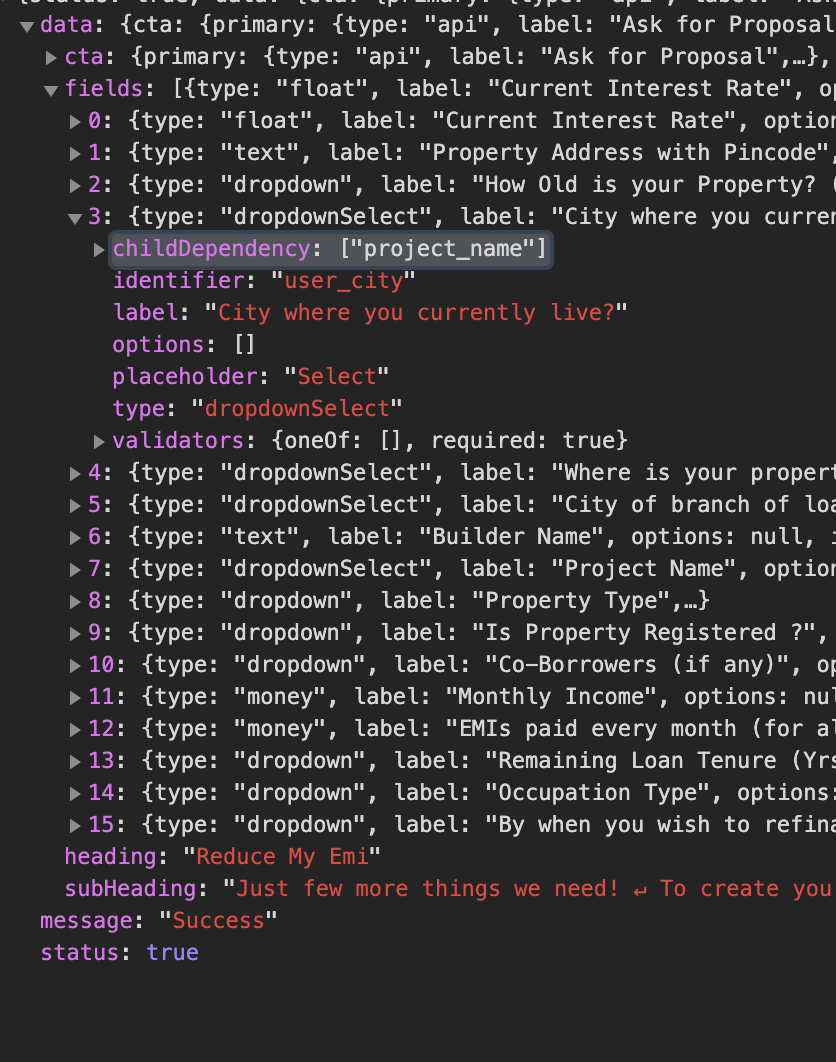 data: {cta: {primary: {type: "api", label: "Ask for Proposal
cta: {primary: {type: "api", label: "Ask for Proposal",…},
fields: [{type: "float", label: "Current Interest Rate", op
0: {type: "float", label: "Current Interest Rate", option
1: {type: "text", label: "Property Address with Pincode",
2: {type: "dropdown", label: "How Old is your Property? (
3: {type: "dropdownSelect", label: "City where you curren
childDependency: ["project_name"]
identifier: "user_city"
label: "City where you currently live?"
options: []
placeholder: "Select"
type: "dropdownSelect"
validators: {oneOf: [], required: true}
4: {type: "dropdownSelect", label: "Where is your propert
5: {type: "dropdownSelect", label: "City of branch of loa
6: {type: "text", label: "Builder Name", options: null, i
7: {type: "dropdownSelect", label: "Project Name", option
8: {type: "dropdown", label: "Property Type",…}
9: {type: "dropdown", label: "Is Property Registered ?",
10: {type: "dropdown", label: "Co-Borrowers (if any)", op
11: {type: "money", label: "Monthly Income", options: nul
12: {type: "money", label: "EMIs paid every month (for al
13: {type: "dropdown", label: "Remaining Loan Tenure (Yrs
14: {type: "dropdown", label: "Occupation Type", options:
15: {type: "dropdown", label: "By when you wish to refina
heading: "Reduce My Emi"
subHeading: "Just few more things we need! ↵ To create you
message: "Success"
status: true